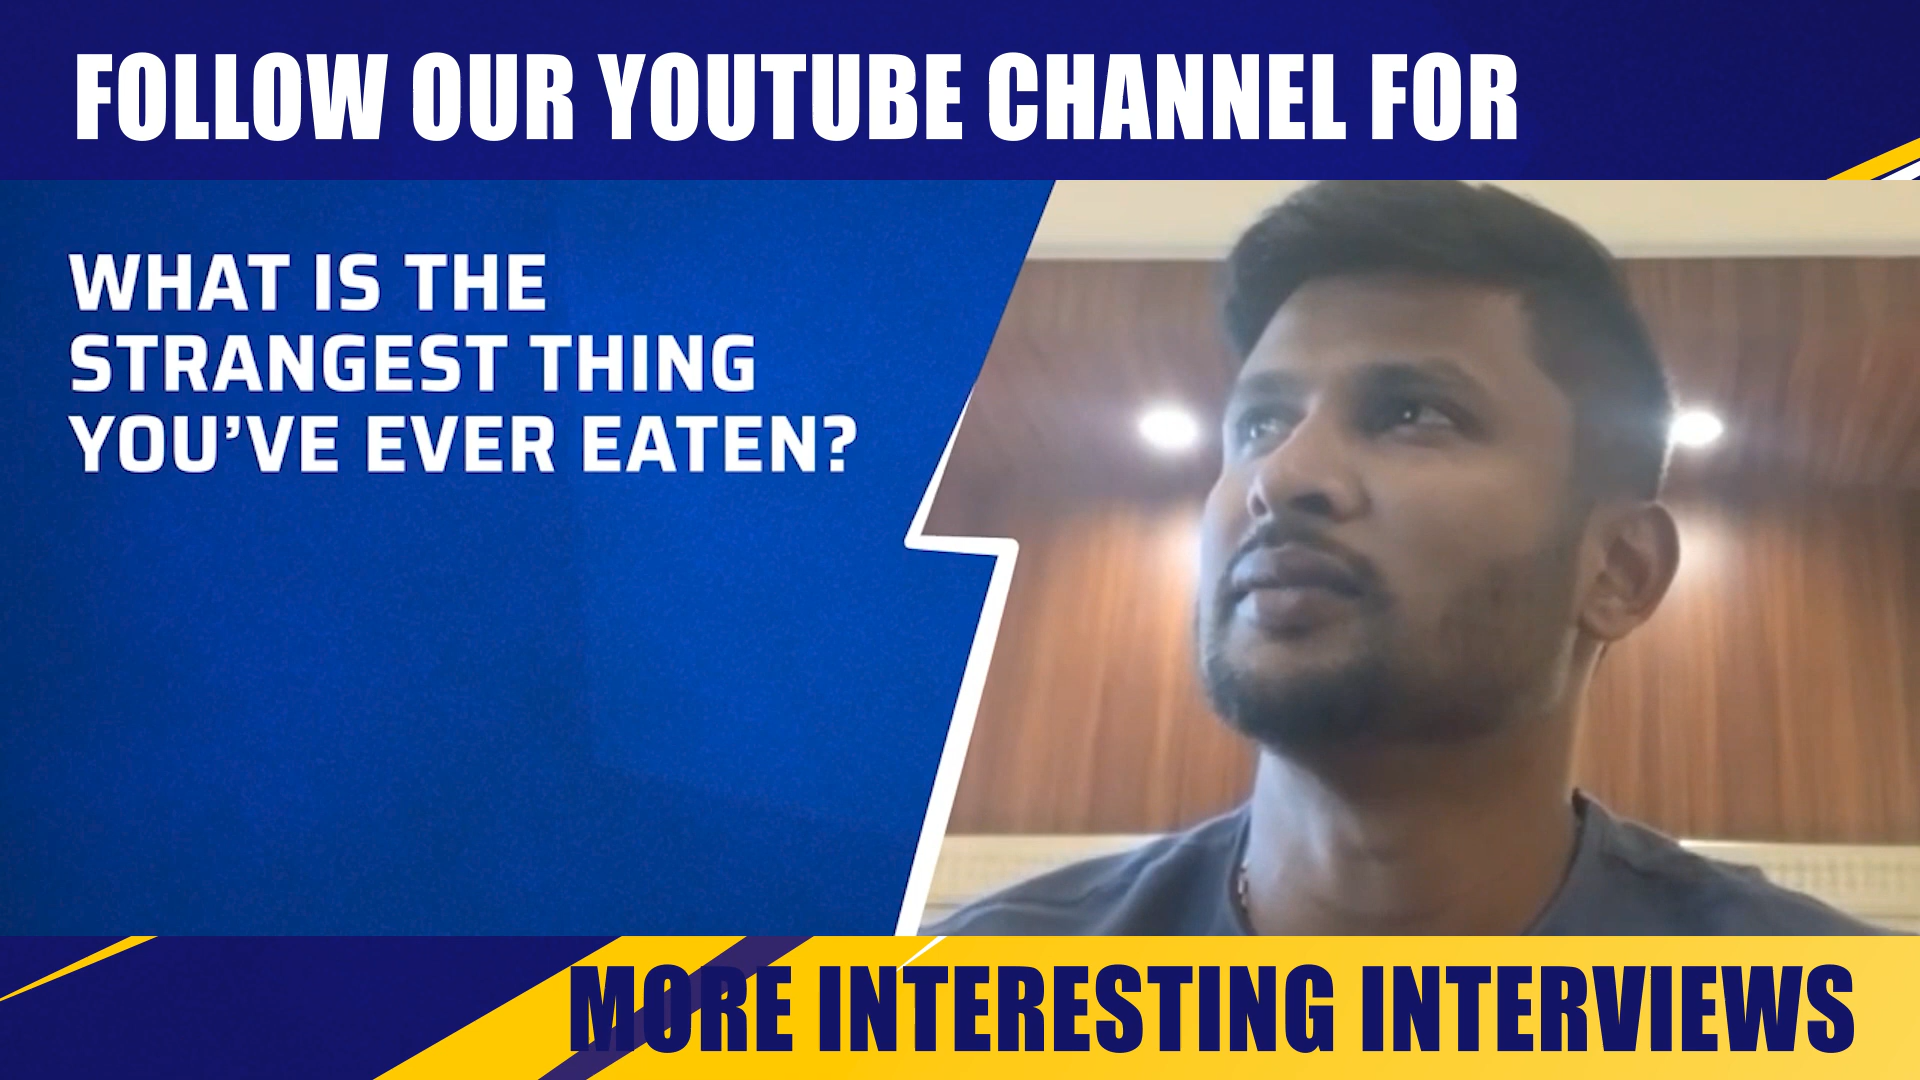 FOLLOW OUR YOUTUBE CHANNEL FOR
WHAT IS THE
STRANGEST THING
YOU'VE EVER EATEN?
MORE INTERESTING INTERVIEWS